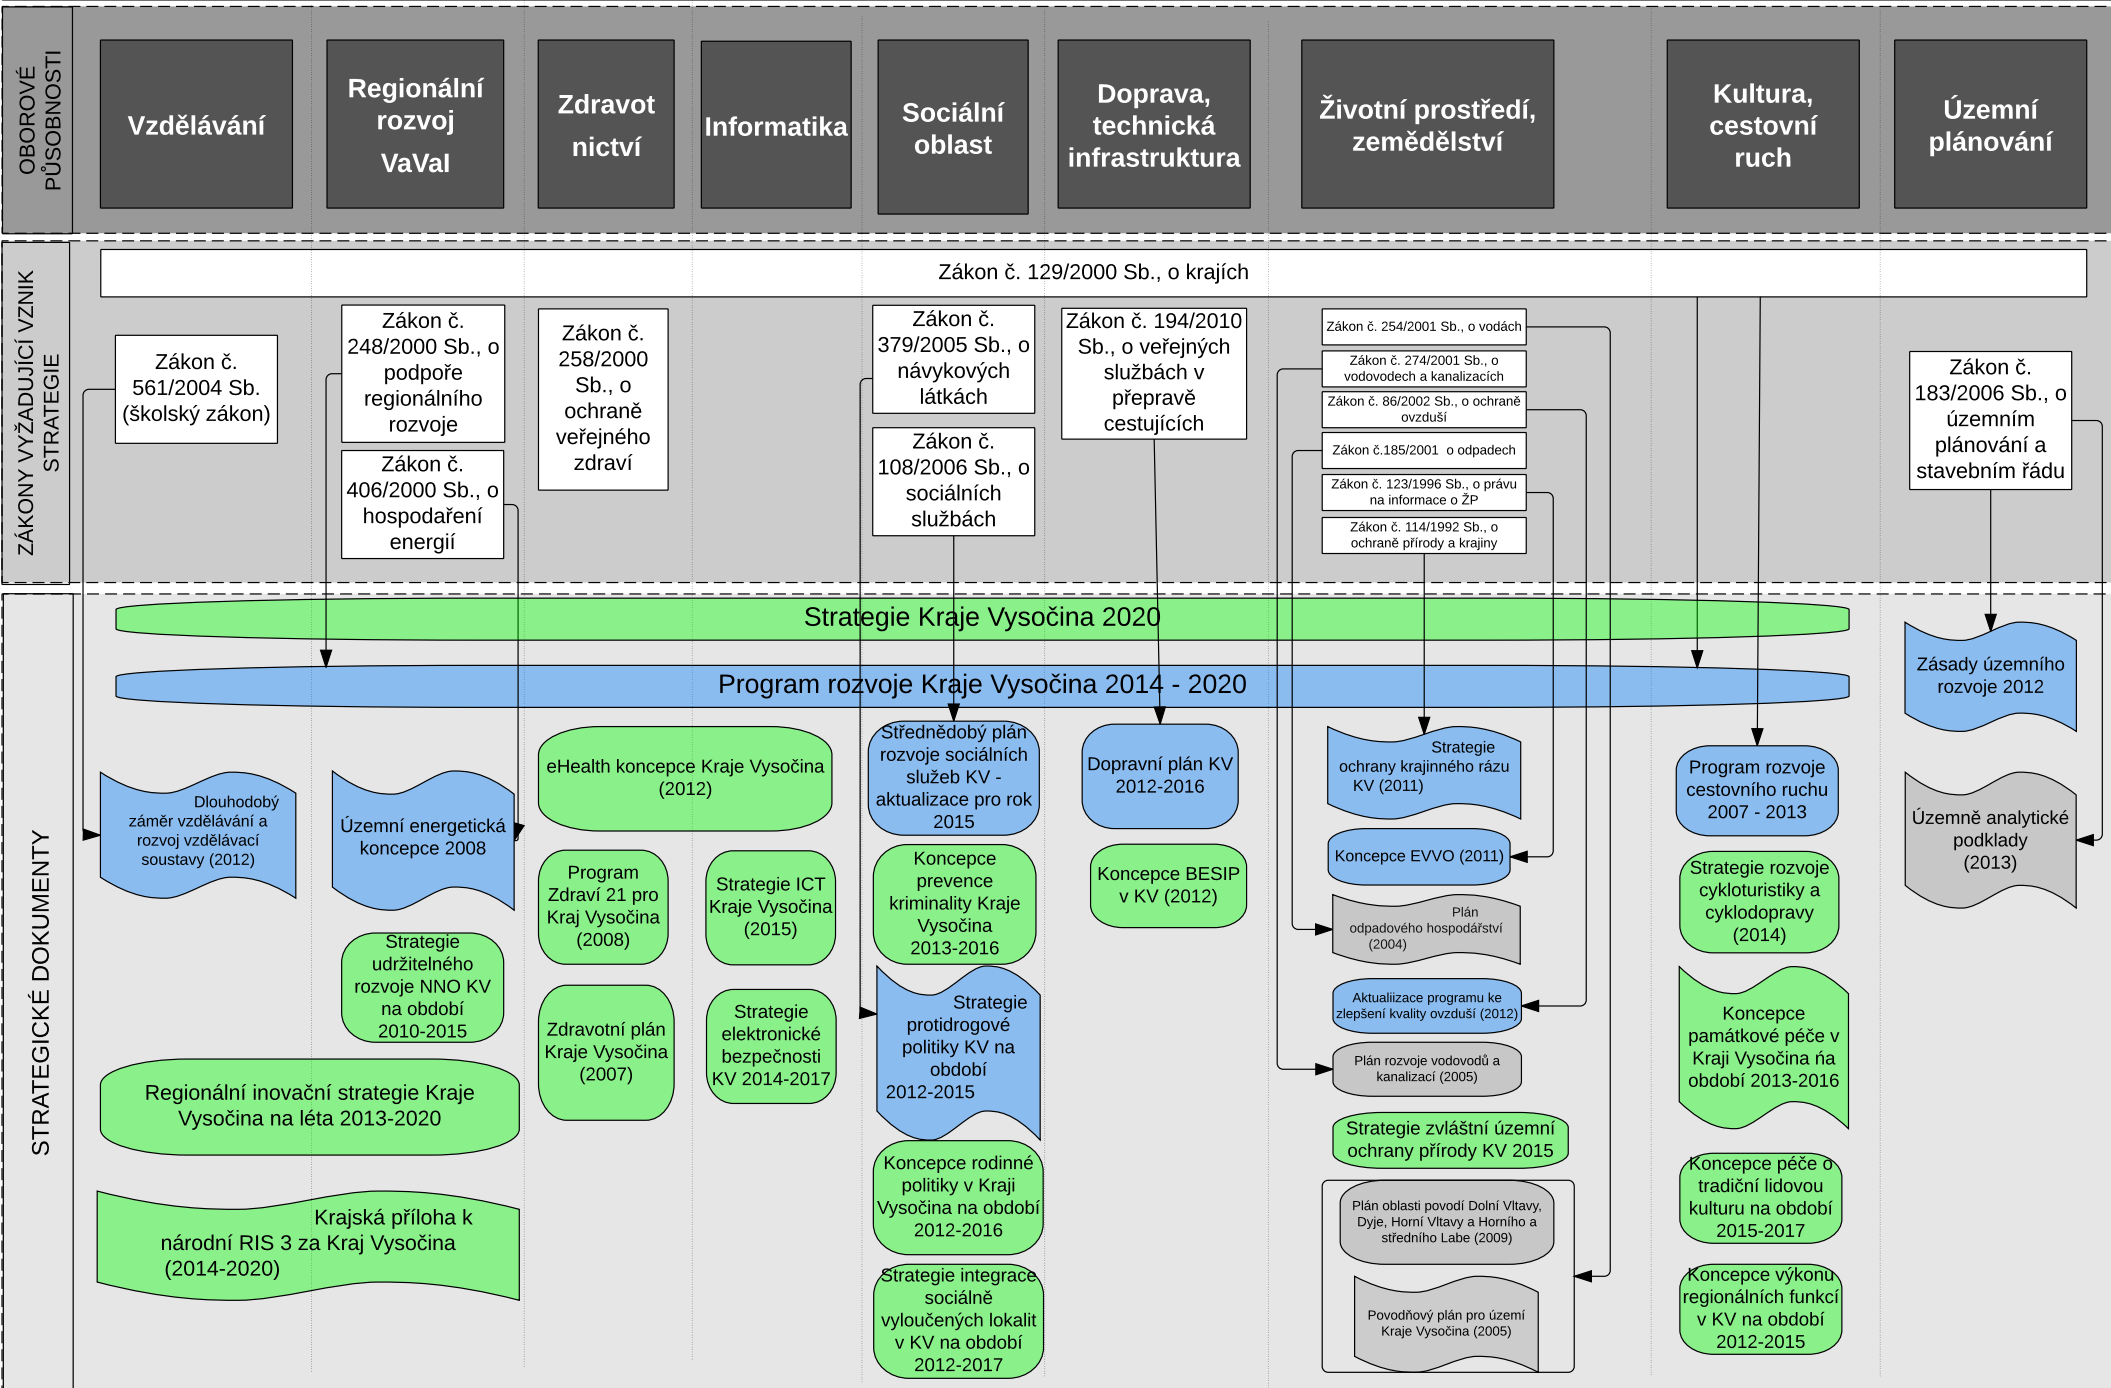 OBOROVÉ
PŮSOBNOSTI
Vzdělávání
Regionální
rozvoj
VaVaI
Zdravot
nictví
Informatika
Sociální
oblast
Doprava,
technická
infrastruktura
Životní prostředí,
zemědělství
Kultura,
cestovní
ruch
Územní
plánování
ZÁKONY VYŽADUJÍCÍ VZNIK
STRATEGIE
Zákon č. 129/2000 Sb., o krajích
Zákon č.
561/2004 Sb.
(školský zákon)
Zákon č.
248/2000 Sb., o
podpoře
regionálního
rozvoje
Zákon č.
406/2000 Sb., o
hospodaření
energií
Zákon č.
258/2000
Sb., o
ochraně
veřejného
zdraví
Zákon č.
379/2005 Sb., o
návykových
látkách
Zákon č.
108/2006 Sb., o
sociálních
službách
Zákon č. 194/2010
Sb., o veřejných
službách v
přepravě
cestujících
Zákon č. 254/2001 Sb., o vodách
Zákon č. 274/2001 Sb., o
vodovodech a kanalizacích
Zákon č. 86/2002 Sb., o ochraně
ovzduší
Zákon č.185/2001  o odpadech
Zákon č. 123/1996 Sb., o právu
na informace o ŽP
Zákon č. 114/1992 Sb., o
ochraně přírody a krajiny
Zákon č.
183/2006 Sb., o
územním
plánování a
stavebním řádu
STRATEGICKÉ DOKUMENTY
Strategie Kraje Vysočina 2020
Program rozvoje Kraje Vysočina 2014 - 2020
Dlouhodobý
záměr vzdělávání a
rozvoj vzdělávací
soustavy (2012)
Územní energetická
koncepce 2008
Strategie
udržitelného
rozvoje NNO KV
na období
2010-2015
Regionální inovační strategie Kraje
Vysočina na léta 2013-2020
Krajská příloha k
národní RIS 3 za Kraj Vysočina
(2014-2020)
eHealth koncepce Kraje Vysočina
(2012)
Program
Zdraví 21 pro
Kraj Vysočina
(2008)
Zdravotní plán
Kraje Vysočina
(2007)
Strategie ICT
Kraje Vysočina
(2015)
Strategie
elektronické
bezpečnosti
KV 2014-2017
Střednědobý plán
rozvoje sociálních
služeb KV -
aktualizace pro rok
2015
Koncepce
prevence
kriminality Kraje
Vysočina
2013-2016
Strategie
protidrogové
politiky KV na
období
2012-2015
Koncepce rodinné
politiky v Kraji
Vysočina na období
2012-2016
Strategie integrace
sociálně
vyloučených lokalit
v KV na období
2012-2017
Dopravní plán KV
2012-2016
Koncepce BESIP
v KV (2012)
Strategie
ochrany krajinného rázu
KV (2011)
Koncepce EVVO (2011)
Plán
odpadového hospodářství
(2004)
Aktualiizace programu ke
zlepšení kvality ovzduší (2012)
Plán rozvoje vodovodů a
kanalizací (2005)
Strategie zvláštní územní
ochrany přírody KV 2015
Plán oblasti povodí Dolní Vltavy,
Dyje, Horní Vltavy a Horního a
středního Labe (2009)
Povodňový plán pro území
Kraje Vysočina (2005)
Program rozvoje
cestovního ruchu
2007 - 2013
Strategie rozvoje
cykloturistiky a
cyklodopravy
(2014)
Koncepce
památkové péče v
Kraji Vysočina ńa
období 2013-2016
Koncepce péče o
tradiční lidovou
kulturu na období
2015-2017
Koncepce výkonu
regionálních funkcí
v KV na období
2012-2015
Zásady územního
rozvoje 2012
Územně analytické
podklady
(2013)